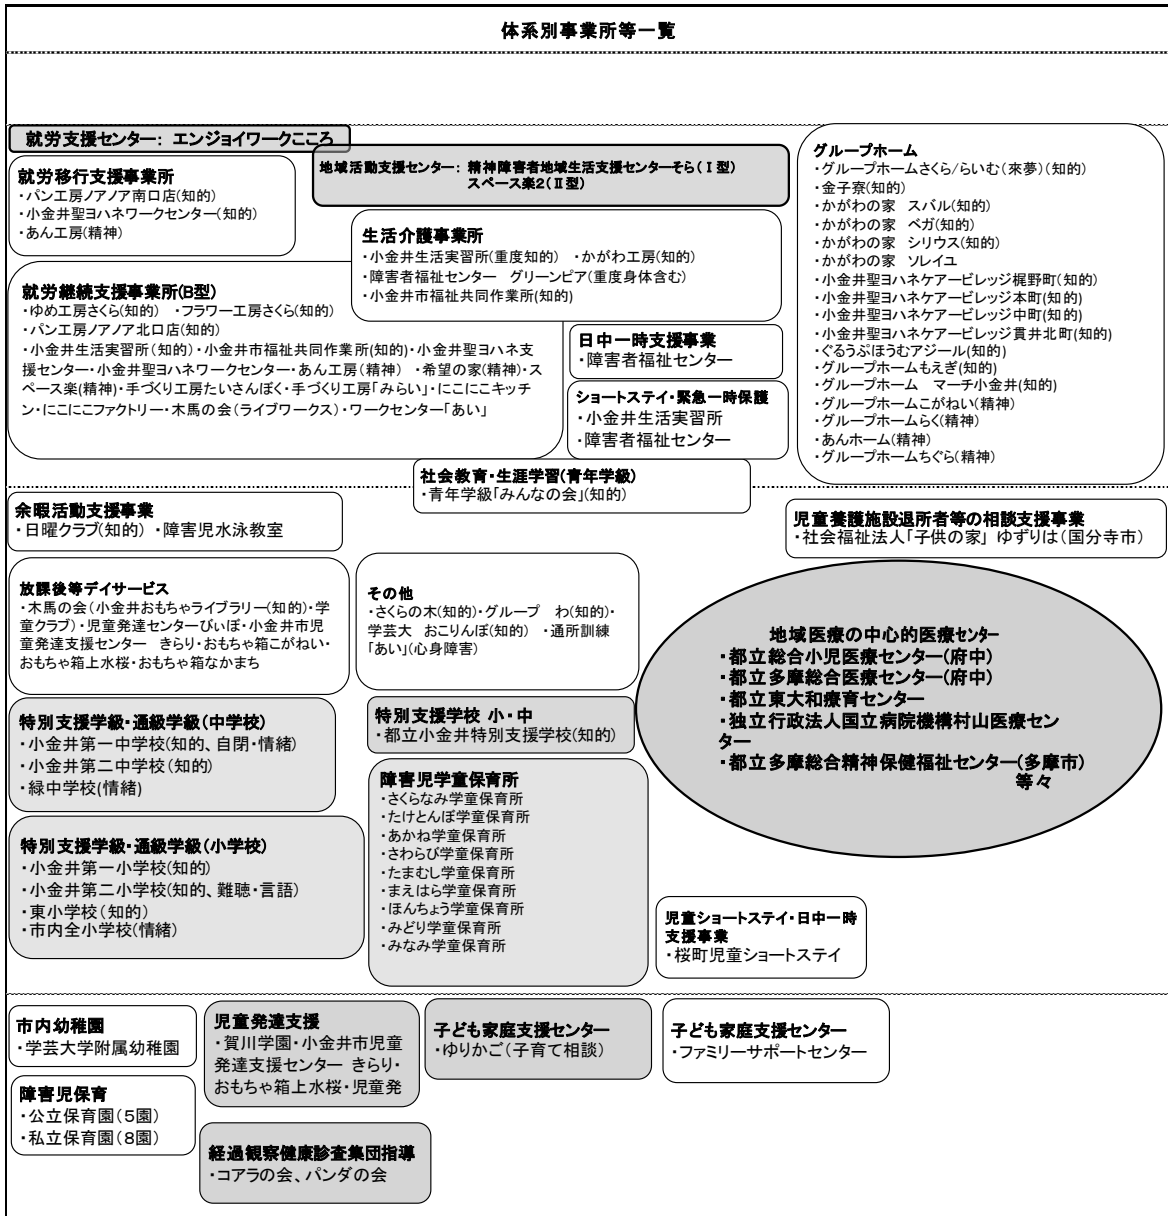 体系別事業所等一覧
就労支援センター： エンジョイワークこころ
就労移行支援事業所
・パン工房ノアノア南口店(知的)
・小金井聖ヨハネワークセンター(知的)
・あん工房(精神)
地域活動支援センター： 精神障害者地域生活支援センターそら(Ⅰ型)
スペース楽2(Ⅱ型)
生活介護事業所
・小金井生活実習所(重度知的) ・かがわ工房(知的)
・障害者福祉センター グリーンピア(重度身体含む)
・小金井市福祉共同作業所(知的)
就労継続支援事業所(B型)
・ゆめ工房さくら(知的) ・フラワー工房さくら(知的)
・パン工房ノアノア北口店(知的)
・小金井生活実習所(知的)・小金井市福祉共同作業所(知的)・小金井聖ヨハネ支
援センター・小金井聖ヨハネワークセンター・あん工房(精神) ・希望の家(精神)・ス
ペース楽(精神)・手づくり工房たいさんぼく・手づくり工房「みらい」・にこにこキッチ
ン・にこにこファクトリー・木馬の会(ライブワークス)・ワークセンター「あい」
日中一時支援事業
・障害者福祉センター
ショートステイ・緊急一時保護
・小金井生活実習所
・障害者福祉センター
グループホーム
・グループホームさくら/らいむ(來夢)(知的)
・金子寮(知的)
・かがわの家 スバル(知的)
・かがわの家 ベガ(知的)
・かがわの家 シリウス(知的)
・かがわの家 ソレイユ
・小金井聖ヨハネケアービレッジ梶野町(知的)
・小金井聖ヨハネケアービレッジ本町(知的)
・小金井聖ヨハネケアービレッジ中町(知的)
・小金井聖ヨハネケアービレッジ貫井北町(知的)
・ぐるうぷほうむアジール(知的)
・グループホームもえぎ(知的)
・グループホーム マーチ小金井(知的)
・グループホームこがねい(精神)
・グループホームらく(精神)
・あんホーム(精神)
・グループホームちぐら(精神)
社会教育・生涯学習(青年学級)
・青年学級「みんなの会」(知的)
余暇活動支援事業
・日曜クラブ(知的) ・障害児水泳教室
児童養護施設退所者等の相談支援事業
・社会福祉法人「子供の家」 ゆずりは(国分寺市)
放課後等デイサービス
・木馬の会(小金井おもちゃライブラリー(知的)・学
童クラブ)・児童発達センターぴぃぽ・小金井市児
童発達支援センター きらり・おもちゃ箱こがねい・
おもちゃ箱上水桜・おもちゃ箱なかまち
その他
・さくらの木(知的)・グループ わ(知的)・
学芸大 おこりんぼ(知的) ・通所訓練
「あい」(心身障害)
地域医療の中心的医療センター
・都立総合小児医療センター(府中)
・都立多摩総合医療センター(府中)
・都立東大和療育センター
・独立行政法人国立病院機構村山医療セン
ター
・都立多摩総合精神保健福祉センター(多摩市)
等々
特別支援学級・通級学級(中学校)
・小金井第一中学校(知的、自閉・情緒)
・小金井第二中学校(知的)
・緑中学校(情緒)
特別支援学校 小・中
・都立小金井特別支援学校(知的)
障害児学童保育所
・さくらなみ学童保育所
・たけとんぼ学童保育所
・あかね学童保育所
・さわらび学童保育所
・たまむし学童保育所
・まえはら学童保育所
・ほんちょう学童保育所
・みどり学童保育所
・みなみ学童保育所
特別支援学級・通級学級(小学校)
・小金井第一小学校(知的)
・小金井第二小学校(知的、難聴・言語)
・東小学校(知的)
・市内全小学校(情緒)
児童ショートステイ・日中一時
支援事業
・桜町児童ショートステイ
市内幼稚園
・学芸大学附属幼稚園
児童発達支援
・賀川学園・小金井市児童
発達支援センター きらり・
おもちゃ箱上水桜・児童発
子ども家庭支援センター
・ゆりかご(子育て相談)
子ども家庭支援センター
・ファミリーサポートセンター
障害児保育
・公立保育園(5園)
・私立保育園(8園)
経過観察健康診査集団指導
・コアラの会、パンダの会